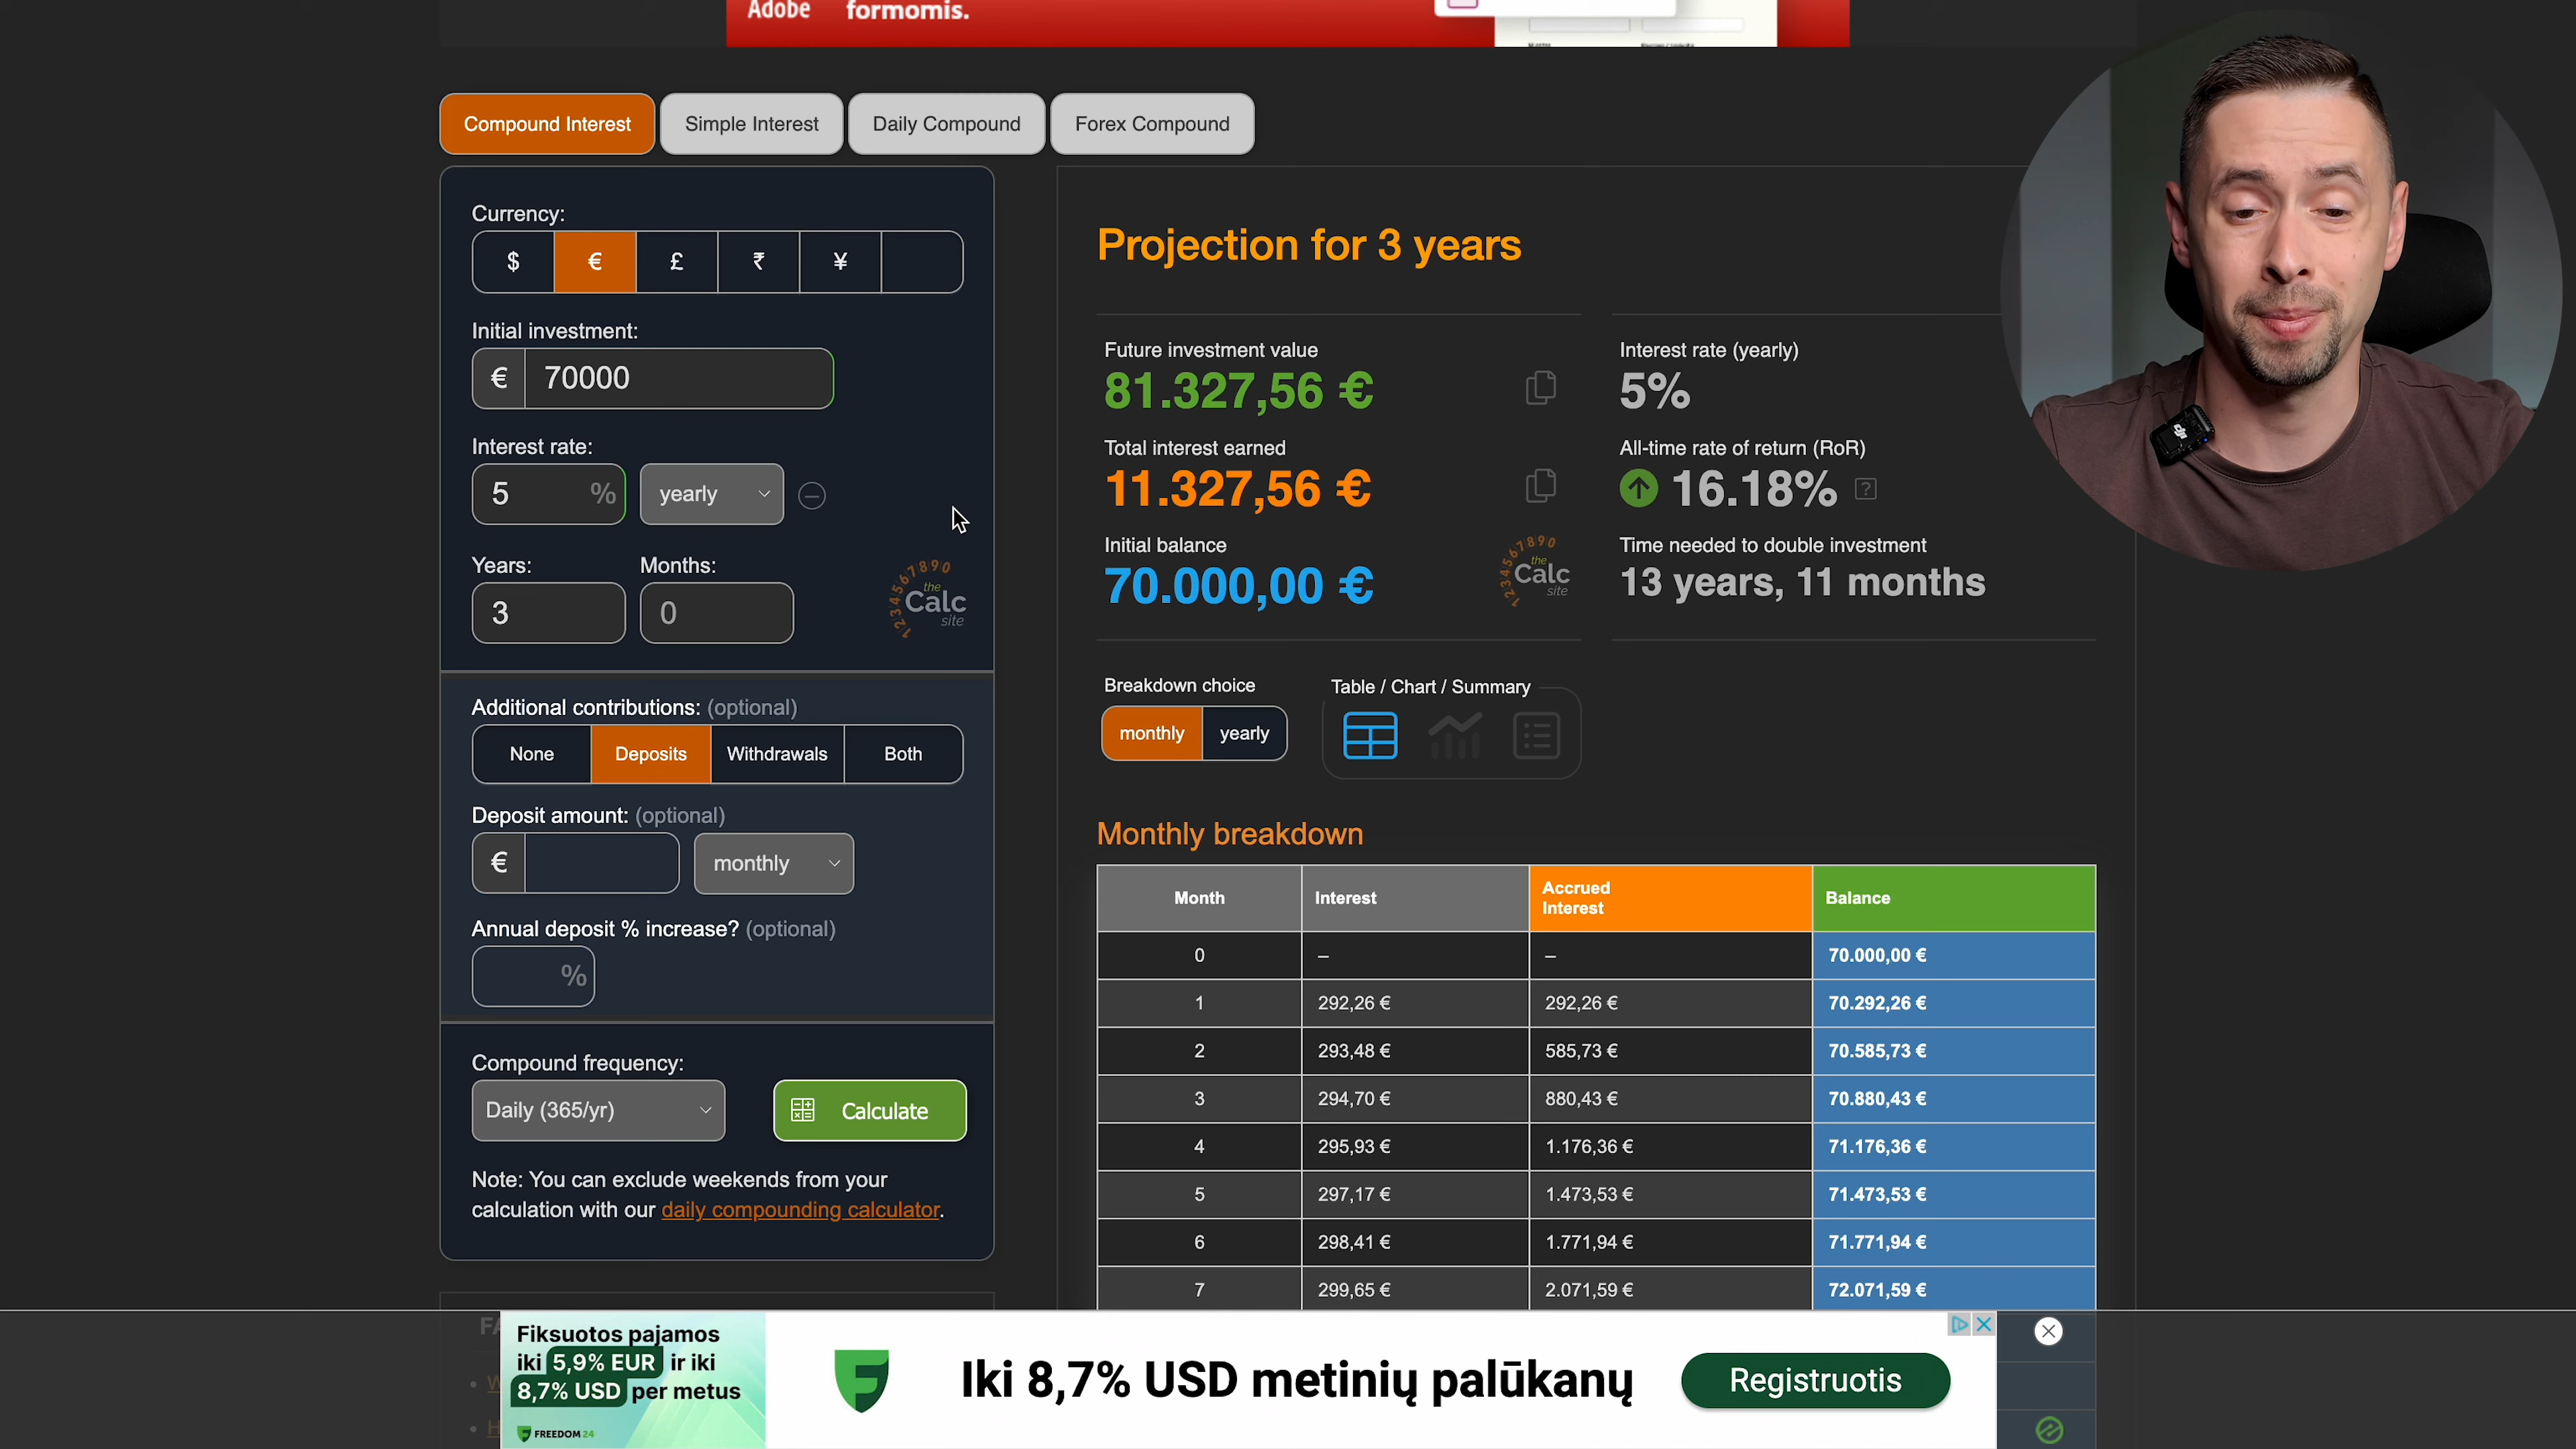 Adobe formomis.
Compound Interest
Simple Interest
Daily Compound
Forex Compound
Currency:
$ € £ ₹ ¥
Initial investment:
€ 70000
Interest rate:
5 % yearly
Years: Months:
3 0
1234567890
the
Calc
site
Additional contributions: (optional)
None Deposits Withdrawals Both
Deposit amount: (optional)
€ monthly
Annual deposit % increase? (optional)
%
Compound frequency:
Daily (365/yr)
Calculate
Note: You can exclude weekends from your
calculation with our daily compounding calculator.
Projection for 3 years
Future investment value
81.327,56 €
Interest rate (yearly)
5%
Total interest earned
11.327,56 €
All-time rate of return (RoR)
16.18% ?
Initial balance
70.000,00 €
1234567890
the
Calc
site
Time needed to double investment
13 years, 11 months
Breakdown choice
monthly yearly
Table / Chart / Summary
Monthly breakdown
Month Interest Accrued Interest Balance
0 – – 70.000,00 €
1 292,26 € 292,26 € 70.292,26 €
2 293,48 € 585,73 € 70.585,73 €
3 294,70 € 880,43 € 70.880,43 €
4 295,93 € 1.176,36 € 71.176,36 €
5 297,17 € 1.473,53 € 71.473,53 €
6 298,41 € 1.771,94 € 71.771,94 €
7 299,65 € 2.071,59 € 72.071,59 €
Fiksuotos pajamos
iki 5,9% EUR ir iki
8,7% USD per metus
FREEDOM24
Iki 8,7% USD metinių palūkanų
Registruotis
dji